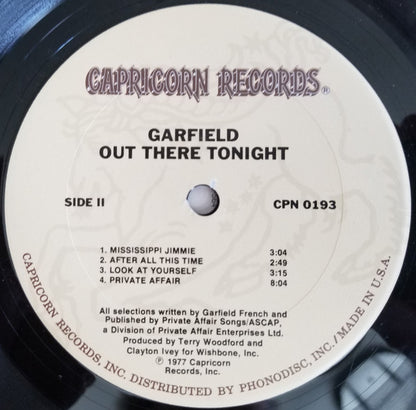 CAPRICORN RECORDS®
GARFIELD
OUT THERE TONIGHT
SIDE II CPN 0193
1. MISSISSIPPI JIMMIE 3:04
2. AFTER ALL THIS TIME 2:49
3. LOOK AT YOURSELF 3:15
4. PRIVATE AFFAIR 8:04
All selections written by Garfield French and
Published by Private Affair Songs/ASCAP,
a Division of Private Affair Enterprises Ltd.
Produced by Terry Woodford and
Clayton Ivey for Wishbone, Inc.
℗ 1977 Capricorn
Records, Inc.
CAPRICORN RECORDS, INC. DISTRIBUTED BY PHONODISC, INC./MADE IN U.S.A.